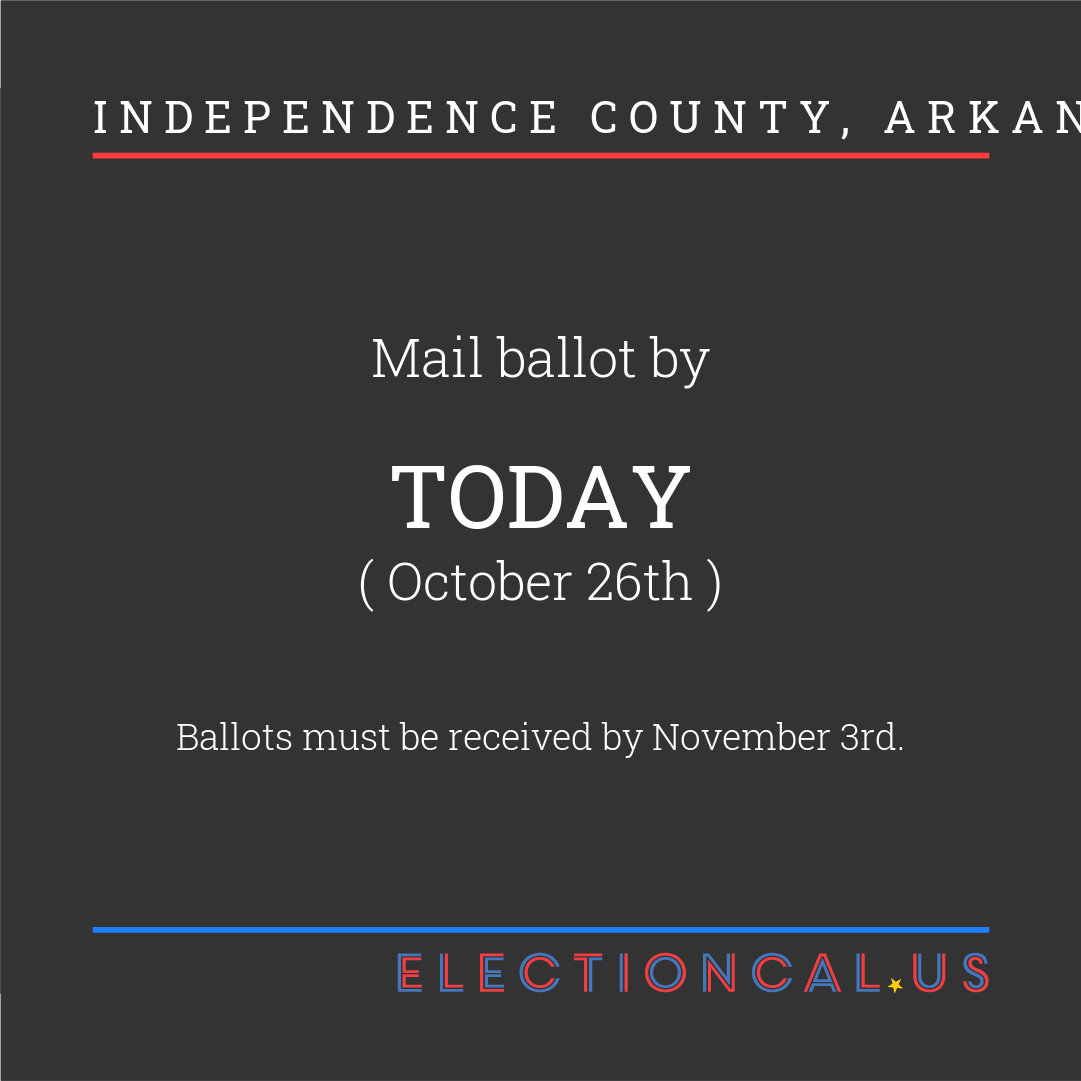 INDEPENDENCE COUNTY, ARKAN
Mail ballot by
TODAY
( October 26th )
Ballots must be received by November 3rd.
ELECTIONCAL.US